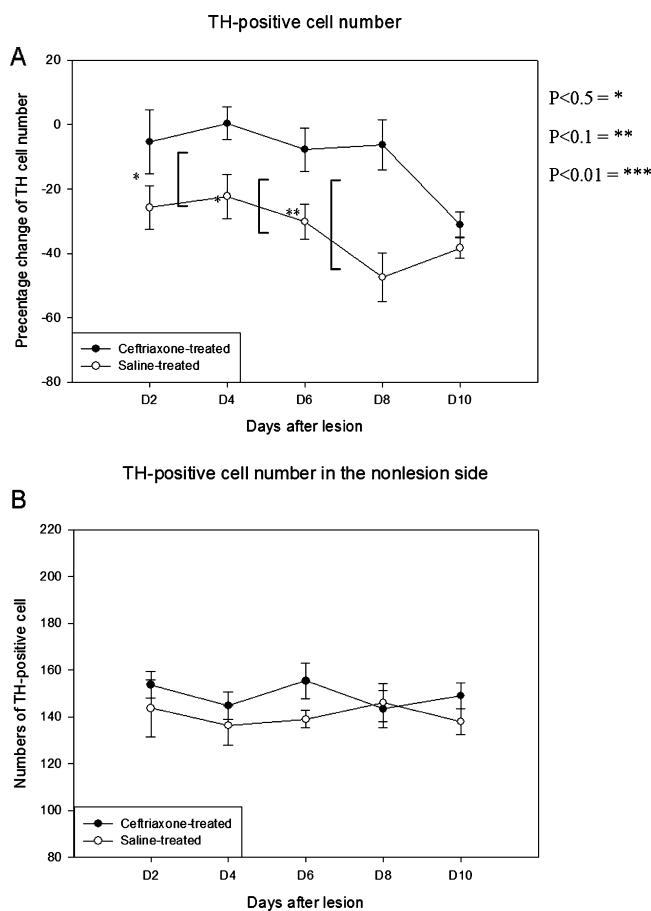 TH-positive cell number
A
Precentage change of TH cell number
20
0
-20
-40
-60
-80
*
*
**
P<0.5 = *
P<0.1 = **
P<0.01 = ***
Ceftriaxone-treated
Saline-treated
D2 D4 D6 D8 D10
Days after lesion
TH-positive cell number in the nonlesion side
B
Numbers of TH-positive cell
220
200
180
160
140
120
100
80
Ceftriaxone-treated
Saline-treated
D2 D4 D6 D8 D10
Days after lesion